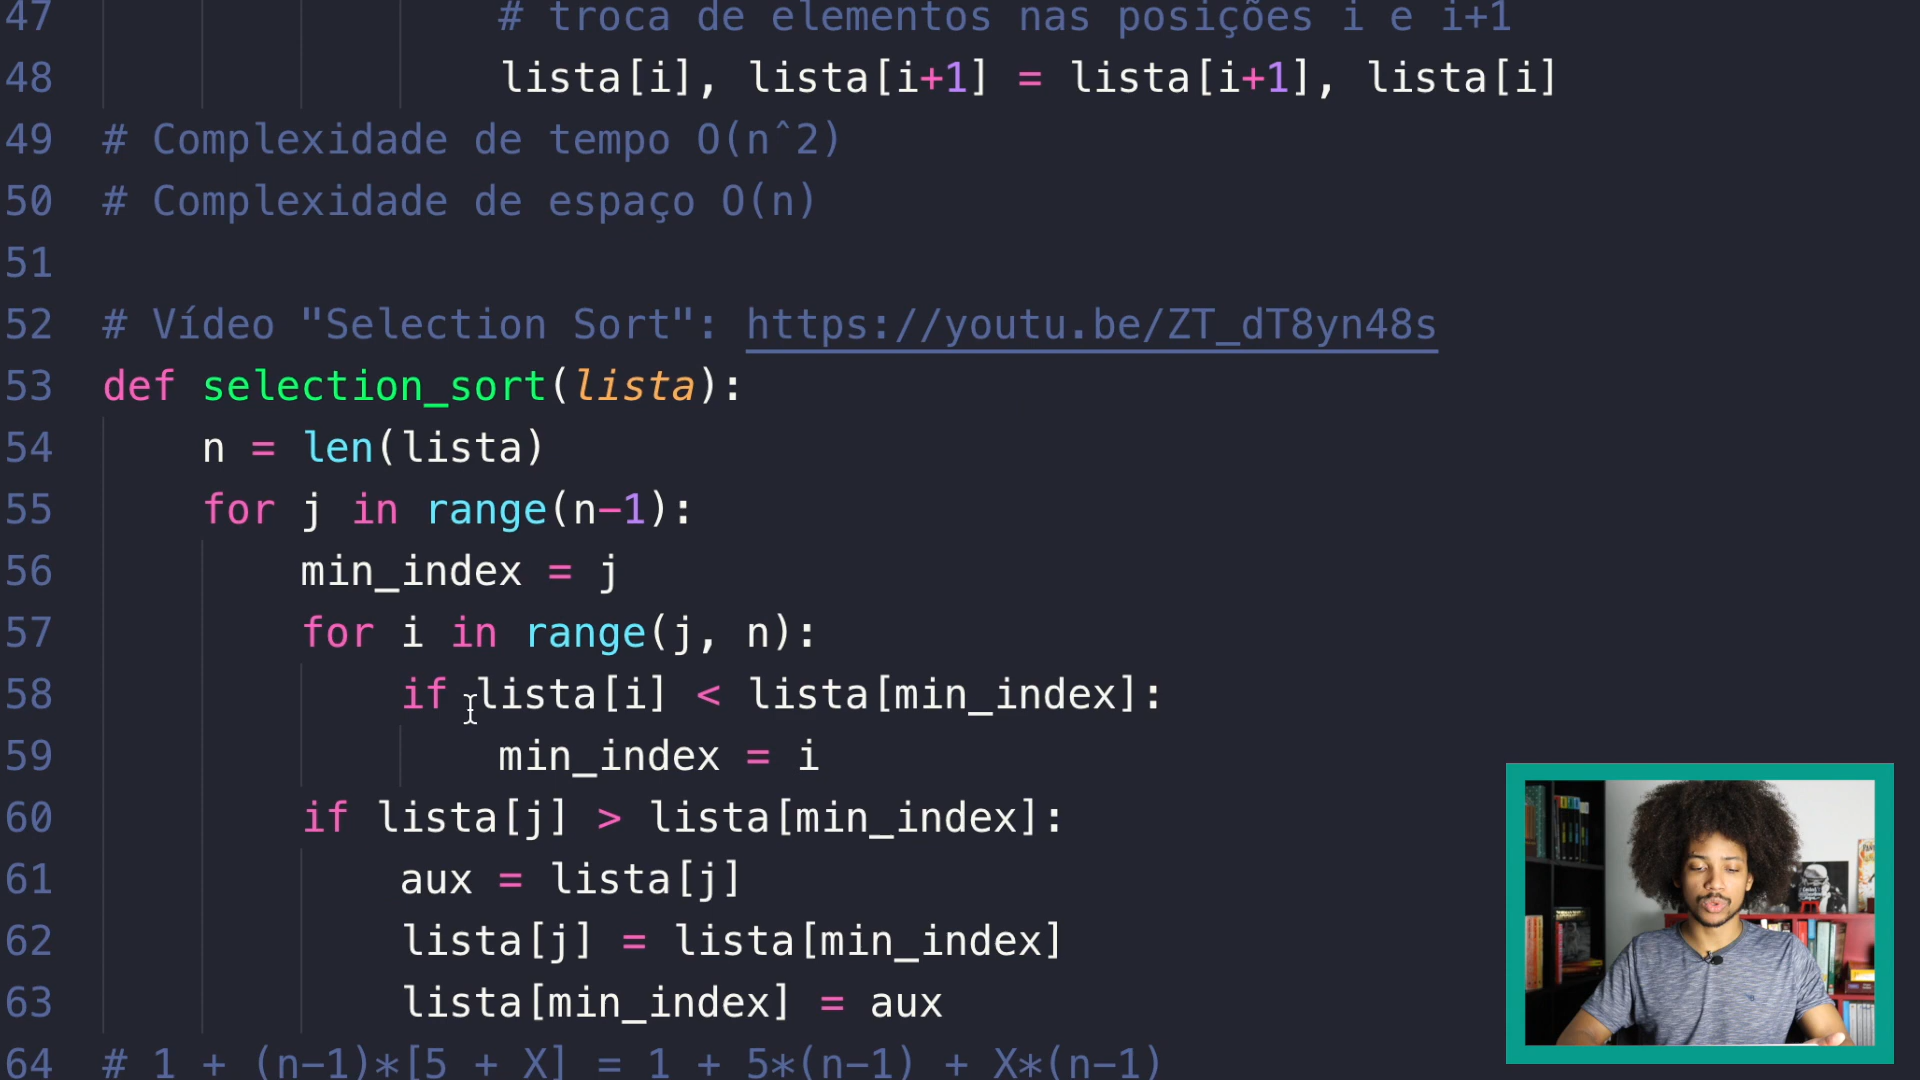 47 # troca de elementos nas posições i e i+1
48 lista[i], lista[i+1] = lista[i+1], lista[i]
49 # Complexidade de tempo O(nˆ2)
50 # Complexidade de espaço O(n)
51
52 # Vídeo "Selection Sort": https://youtu.be/ZT_dT8yn48s
53 def selection_sort(lista):
54 n = len(lista)
55 for j in range(n-1):
56 min_index = j
57 for i in range(j, n):
58 if lista[i] < lista[min_index]:
59 min_index = i
60 if lista[j] > lista[min_index]:
61 aux = lista[j]
62 lista[j] = lista[min_index]
63 lista[min_index] = aux
64 # 1 + (n-1)*[5 + X] = 1 + 5*(n-1) + X*(n-1)